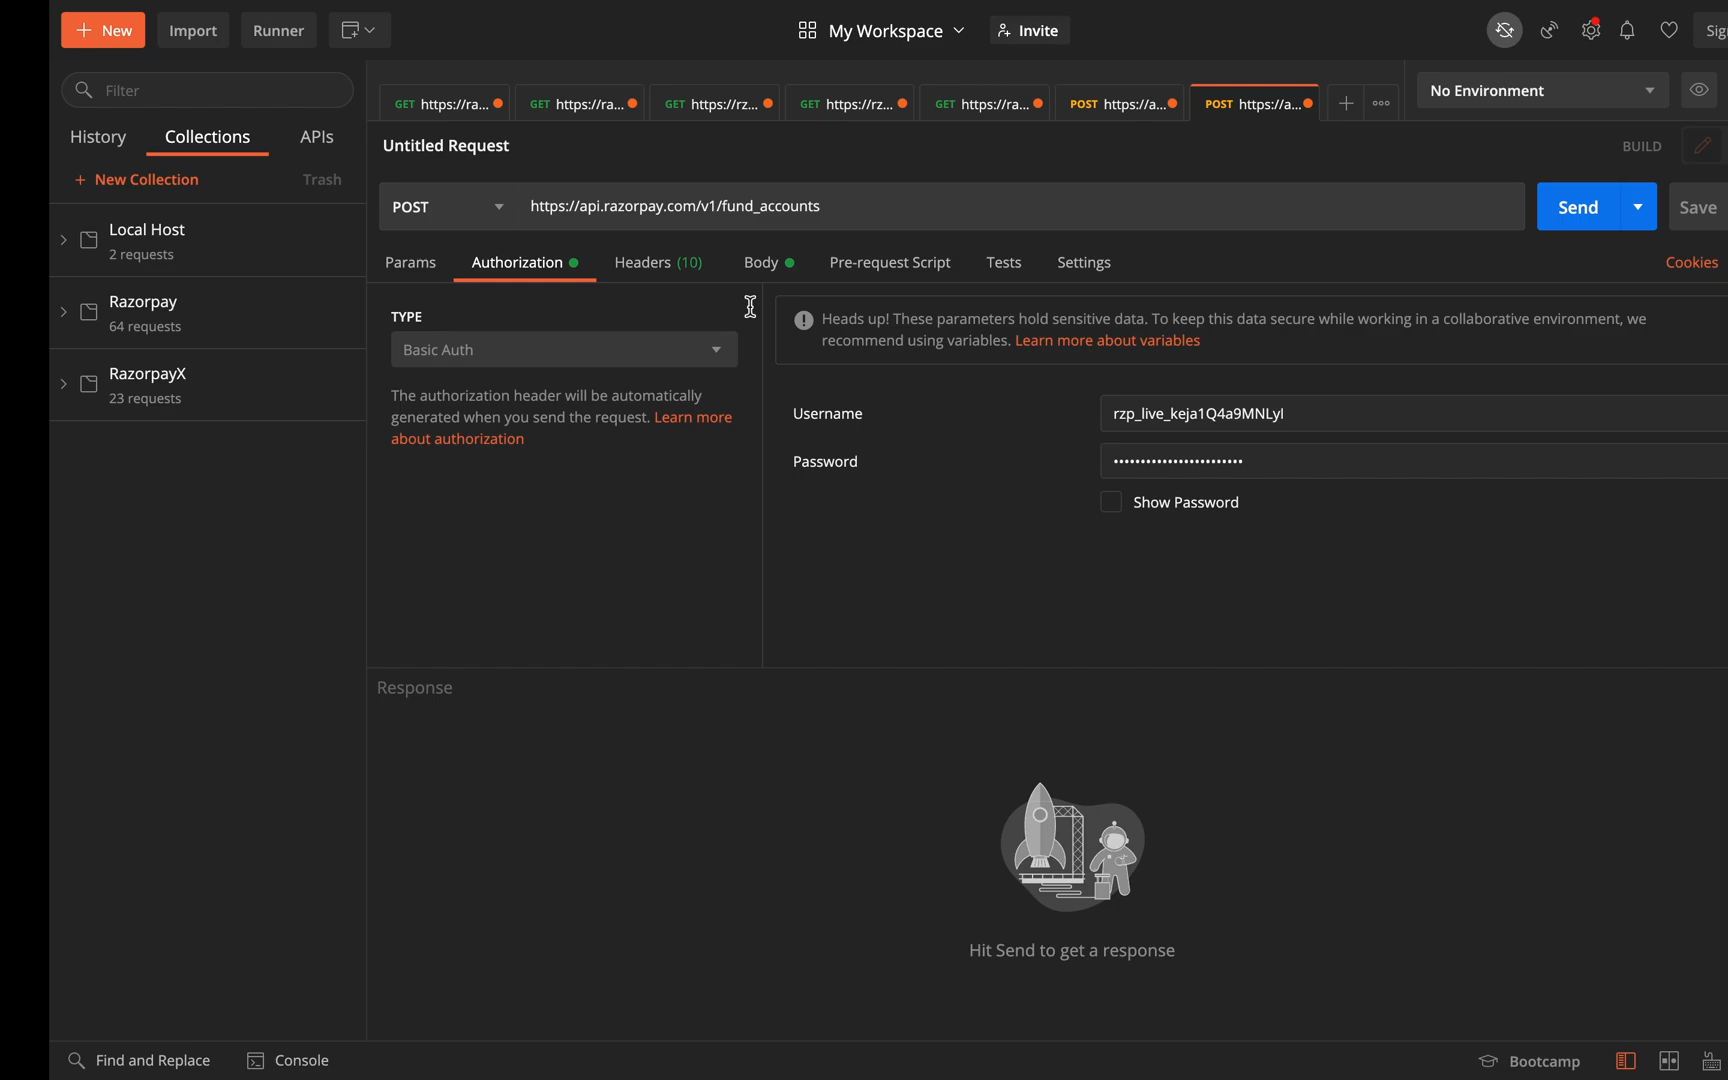 New
Import
Runner
My Workspace
Invite
Filter
History
Collections
APIs
+ New Collection
Trash
Local Host
2 requests
Razorpay
64 requests
RazorpayX
23 requests
GET https://ra...
GET https://ra...
GET https://rz...
GET https://rz...
GET https://ra...
POST https://a...
POST https://a...
No Environment
Untitled Request
BUILD
POST
https://api.razorpay.com/v1/fund_accounts
Send
Save
Params
Authorization
Headers (10)
Body
Pre-request Script
Tests
Settings
Cookies
TYPE
Basic Auth
The authorization header will be automatically
generated when you send the request. Learn more
about authorization
Heads up! These parameters hold sensitive data. To keep this data secure while working in a collaborative environment, we
recommend using variables. Learn more about variables
Username
rzp_live_keja1Q4a9MNLyI
Password
••••••••••••••••••••••••
Show Password
Response
Hit Send to get a response
Find and Replace
Console
Bootcamp